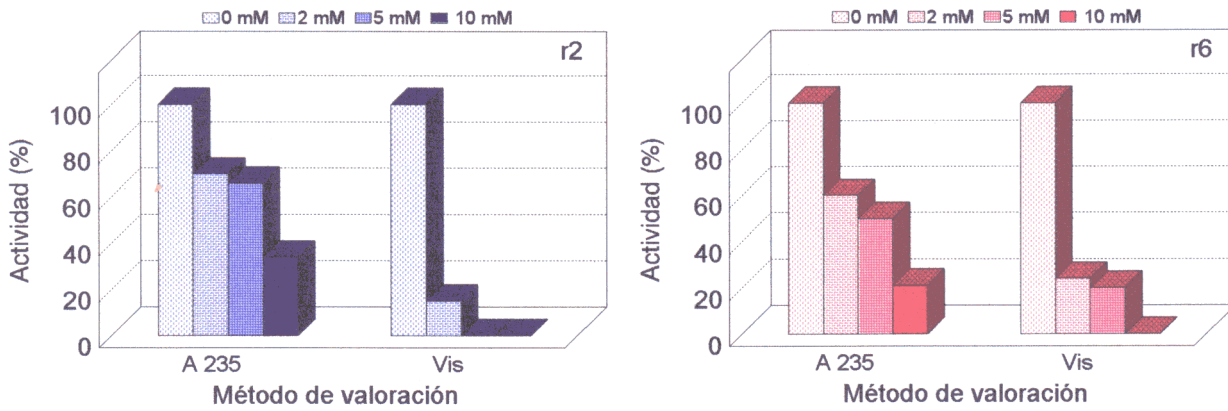 0 mM 2 mM 5 mM 10 mM
r2
Actividad (%)
100
80
60
40
20
0
A 235 Vis
Método de valoración
0 mM 2 mM 5 mM 10 mM
r6
Actividad (%)
100
80
60
40
20
0
A 235 Vis
Método de valoración